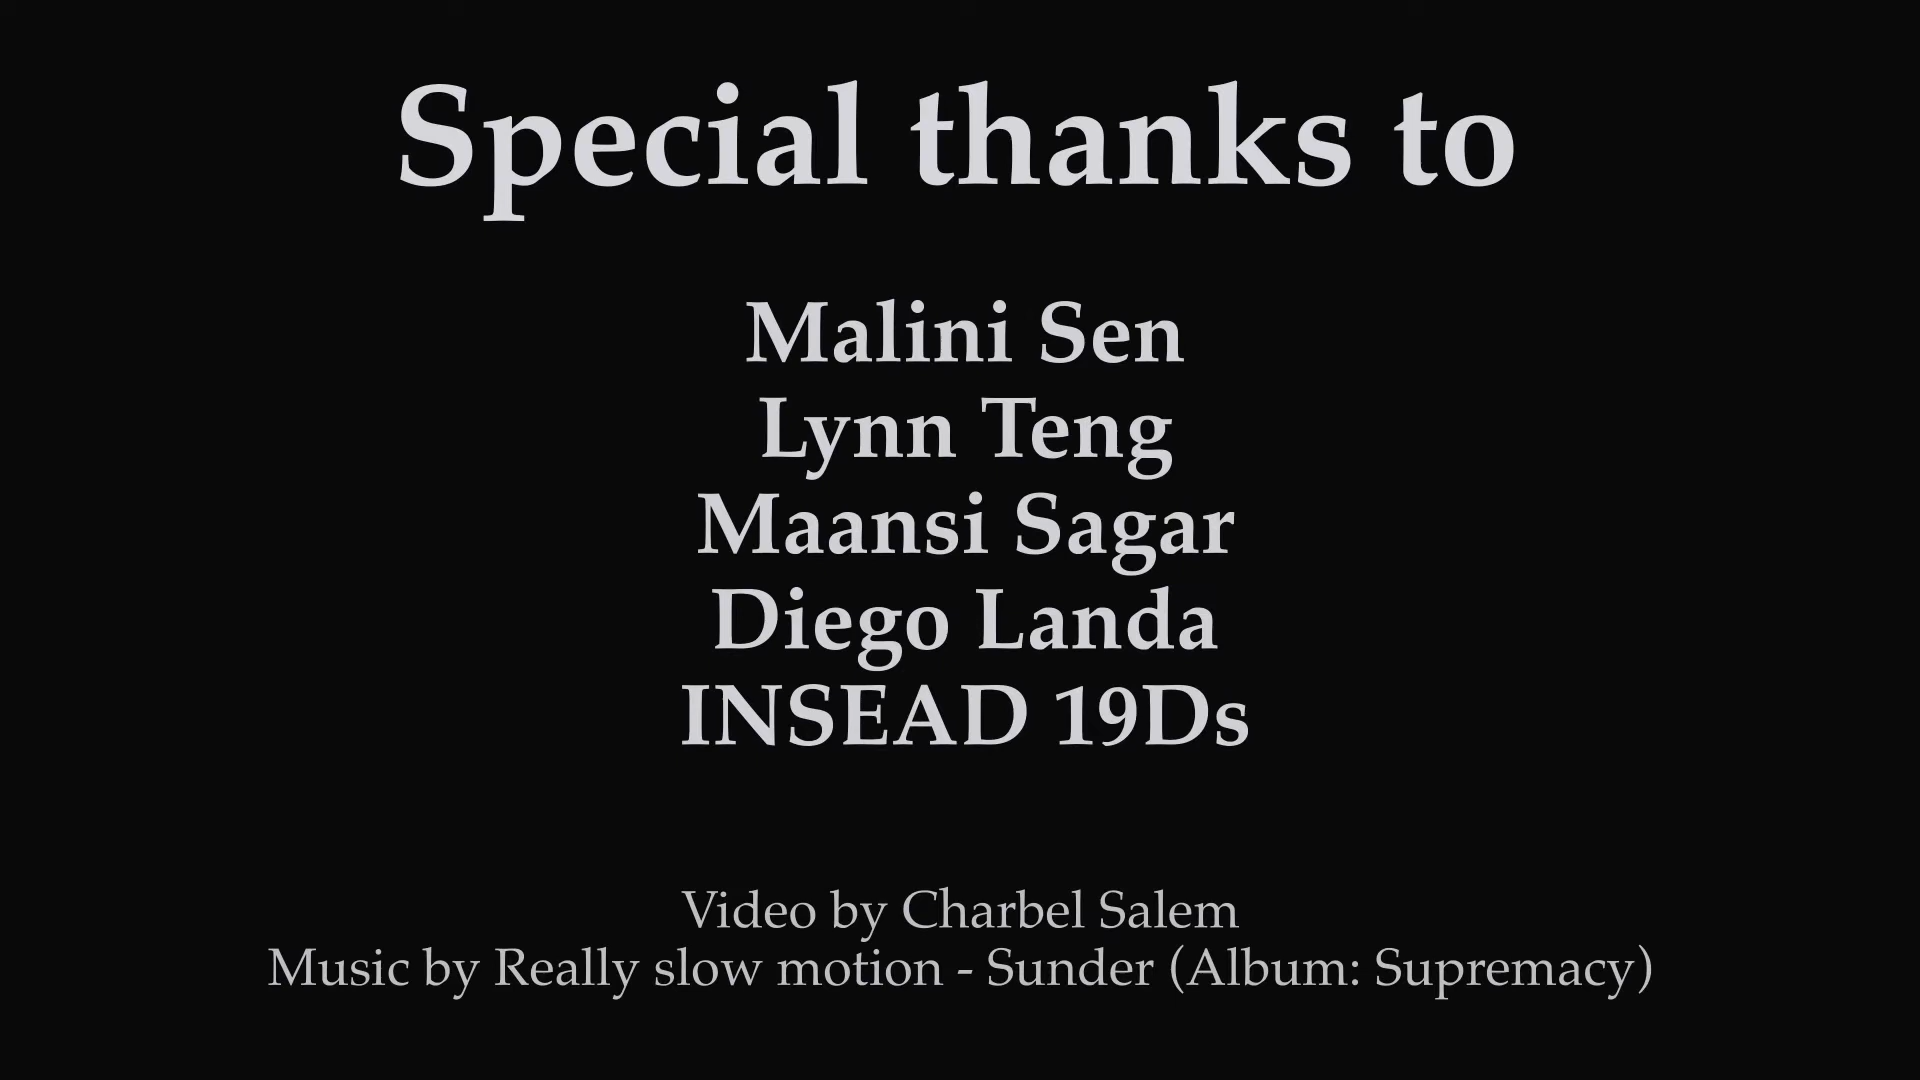 Special thanks to
Malini Sen
Lynn Teng
Maansi Sagar
Diego Landa
INSEAD 19Ds
Video by Charbel Salem
Music by Really slow motion - Sunder (Album: Supremacy)